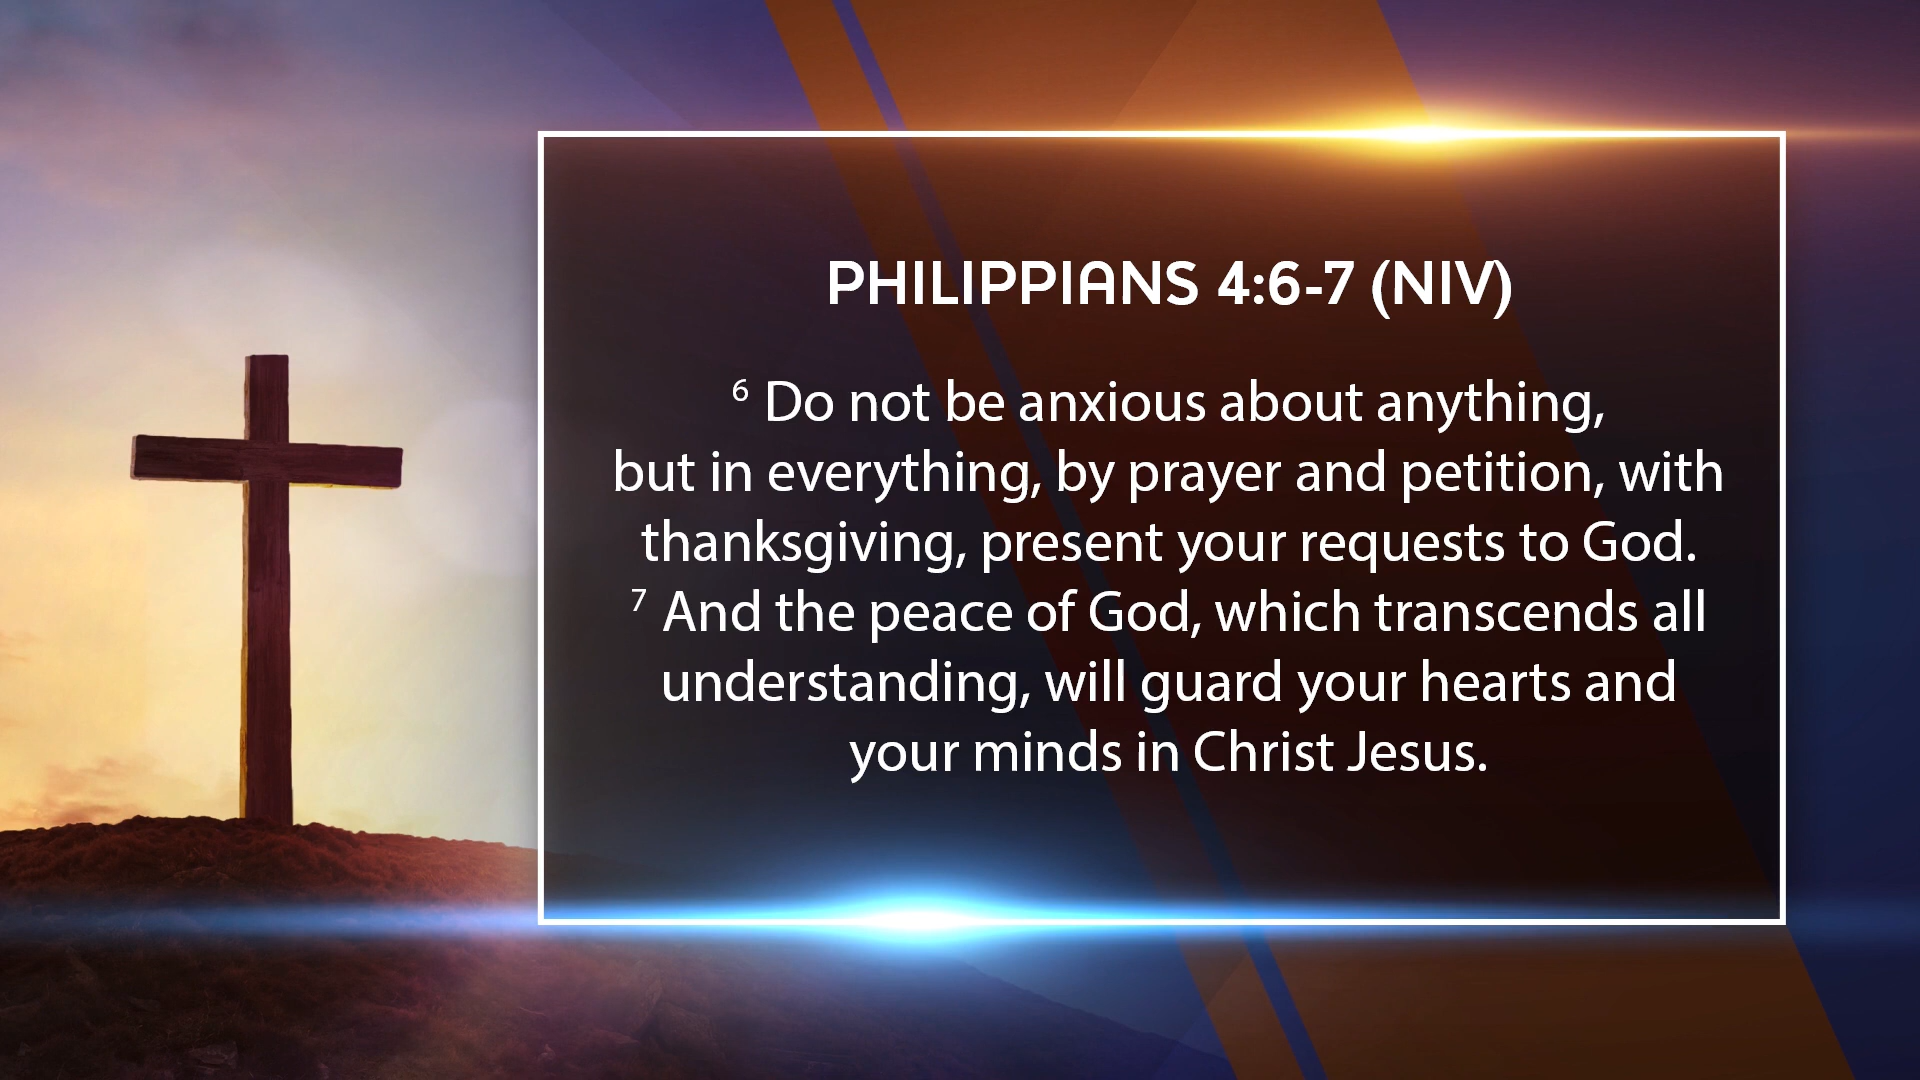 PHILIPPIANS 4:6-7 (NIV)
6 Do not be anxious about anything,
but in everything, by prayer and petition, with
thanksgiving, present your requests to God.
7 And the peace of God, which transcends all
understanding, will guard your hearts and
your minds in Christ Jesus.